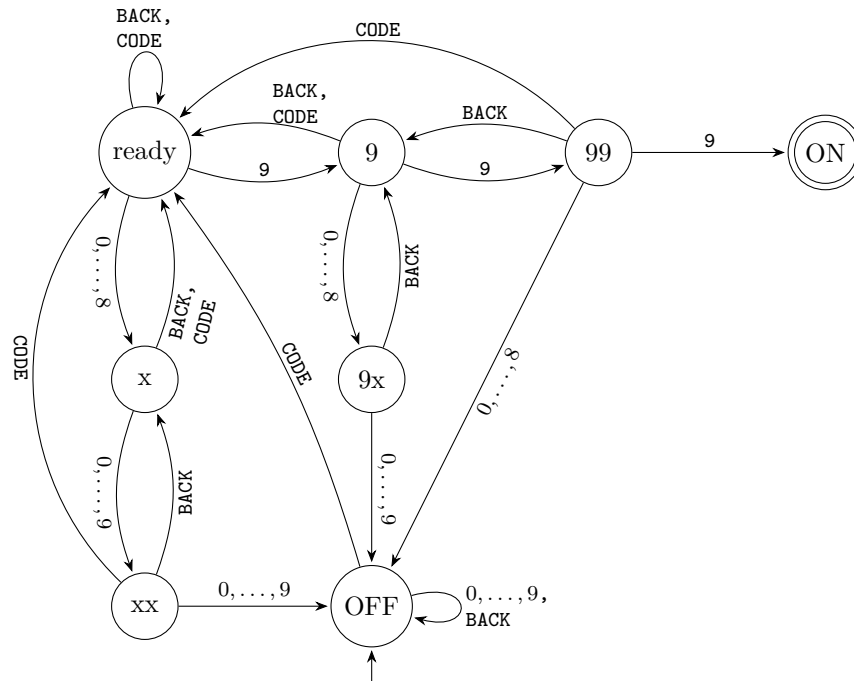 BACK,
CODE
CODE
BACK,
CODE
BACK
ready
9
9
9
99
9
ON
0,...,8
BACK,
CODE
0,...,8
BACK
CODE
x
9x
CODE
0,...,8
0,...,9
BACK
0,...,9
xx
0,...,9
OFF
0,...,9,
BACK